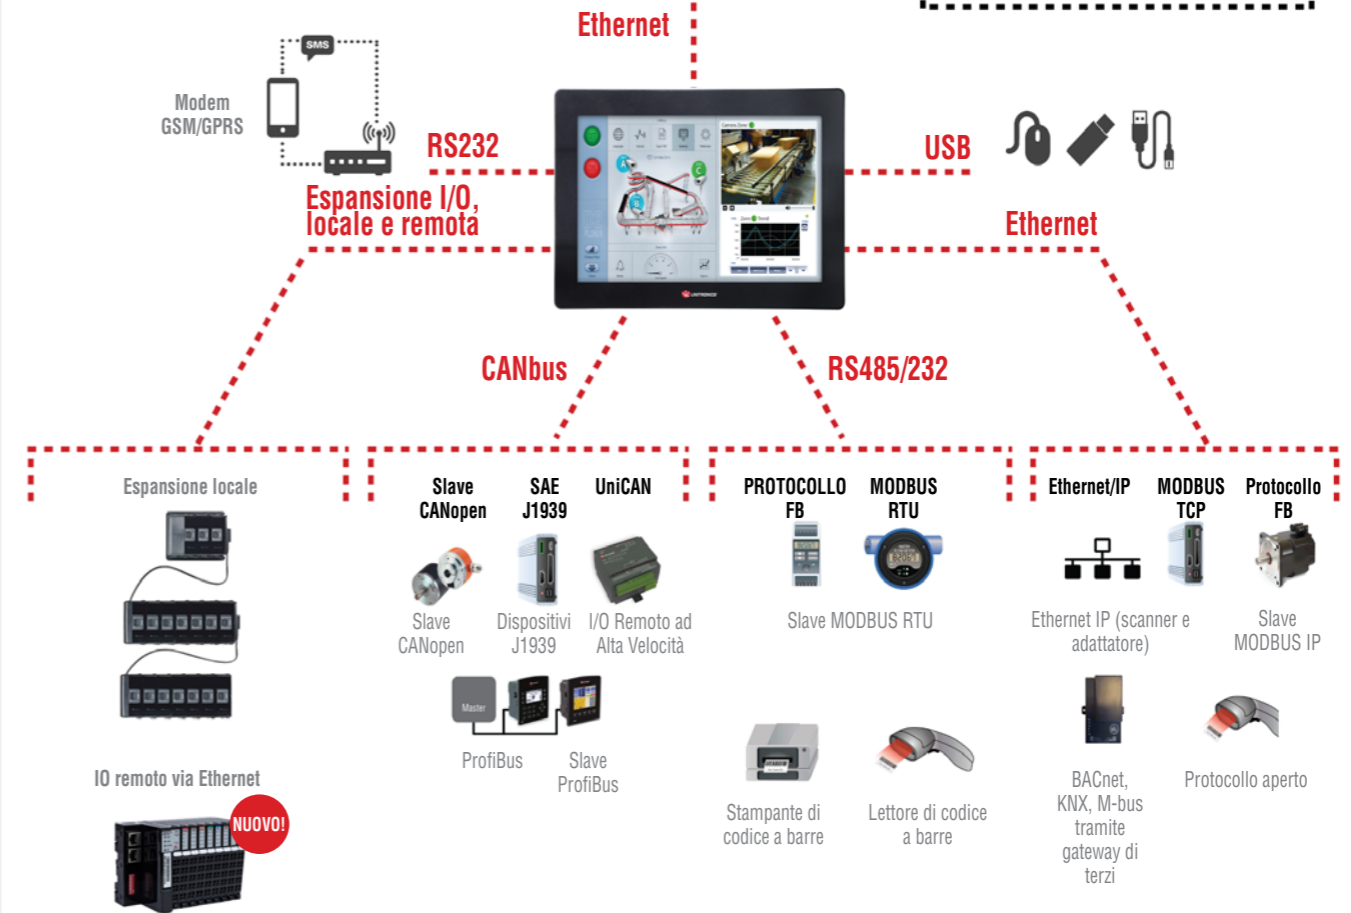 Ethernet
SMS
Modem
GSM/GPRS
RS232
USB
Espansione I/O,
locale e remota
Ethernet
A
B
C
UNITRONICS
CANbus
RS485/232
Espansione locale
IO remoto via Ethernet
NUOVO!
Slave
CANopen
SAE
J1939
UniCAN
Slave
CANopen
Dispositivi
J1939
I/O Remoto ad
Alta Velocità
Master
ProfiBus
Slave
ProfiBus
PROTOCOLLO
FB
MODBUS
RTU
Slave MODBUS RTU
Stampante di
codice a barre
Lettore di codice
a barre
Ethernet/IP
MODBUS
TCP
Protocollo
FB
Ethernet IP (scanner e
adattatore)
Slave
MODBUS IP
BACnet,
KNX, M-bus
tramite
gateway di
terzi
Protocollo aperto